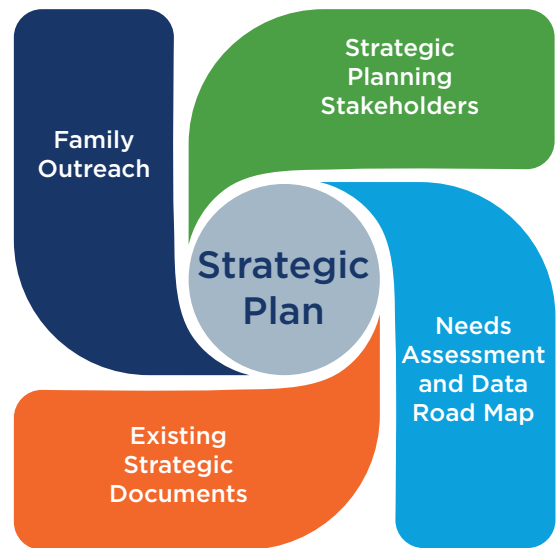 Strategic
Planning
Stakeholders
Family
Outreach
Strategic
Plan
Needs
Assessment
and Data
Road Map
Existing
Strategic
Documents